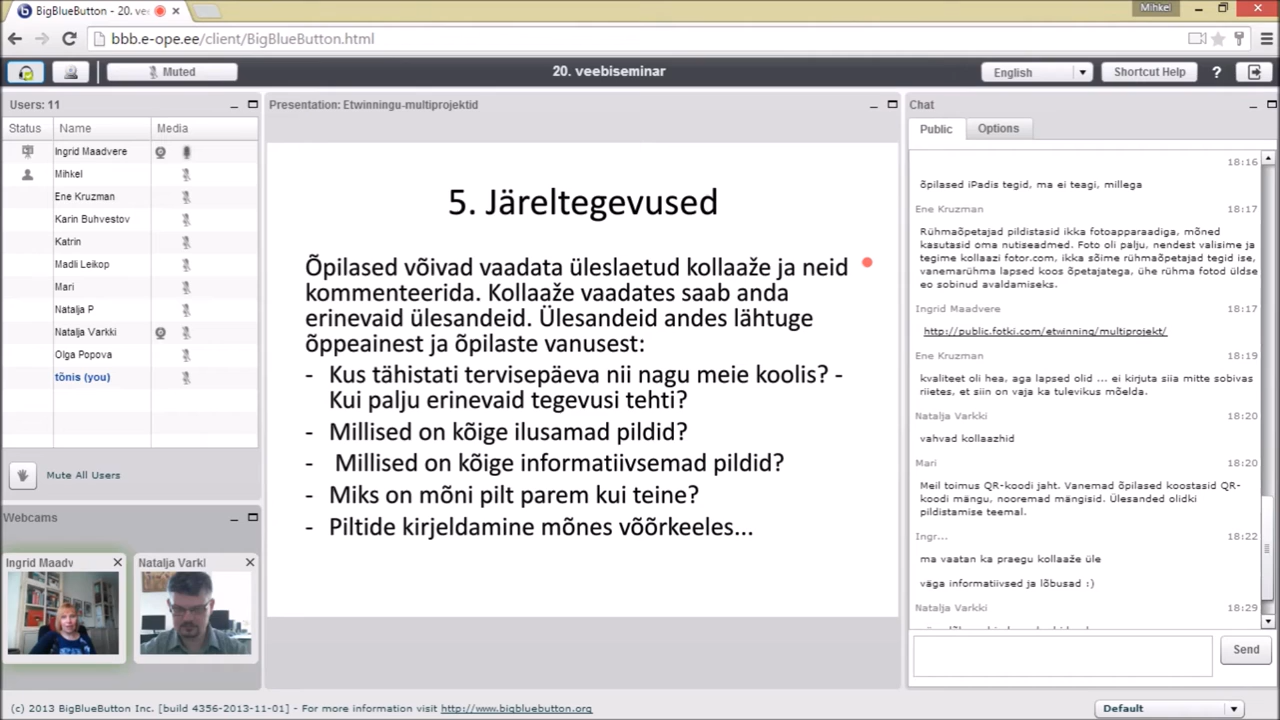 BigBlueButton - 20. vee
Mihkel
bbb.e-ope.ee/client/BigBlueButton.html
Muted
20. veebiseminar
English
Shortcut Help
?
Users: 11
Status Name Media
Ingrid Maadvere
Mihkel
Ene Kruzman
Karin Buhvestov
Katrin
Madli Leikop
Mari
Natalja P
Natalja Varkki
Olga Popova
tõnis (you)
Mute All Users
Webcams
Ingrid Maadv
Natalja Varkl
Presentation: Etwinningu-multiprojektid
5. Järeltegevused
Õpilased võivad vaadata üleslaetud kollaaže ja neid
kommenteerida. Kollaaže vaadates saab anda
erinevaid ülesandeid. Ülesandeid andes lähtuge
õppeainest ja õpilaste vanusest:
- Kus tähistati tervisepäeva nii nagu meie koolis? -
Kui palju erinevaid tegevusi tehti?
- Millised on kõige ilusamad pildid?
- Millised on kõige informatiivsemad pildid?
- Miks on mõni pilt parem kui teine?
- Piltide kirjeldamine mõnes võõrkeeles...
Chat
Public Options
18:16
õpilased iPadis tegid, ma ei teagi, millega
Ene Kruzman 18:17
Rühmaõpetajad pildistasid ikka fotoapparaadiga, mõned
kasutasid oma nutiseadmed. Foto oli palju, nendest valisime ja
tegime kollaazi fotor.com, ikka sõime rühmaõpetajad tegid ise,
vanemarühma lapsed koos õpetajatega, ühe rühma fotod üldse
eo sobinud avaldamiseks.
Ingrid Maadvere 18:17
http://public.fotki.com/etwinning/multiprojekt/
Ene Kruzman 18:19
kvaliteet oli hea, aga lapsed olid ... ei kirjuta siia mitte sobivas
riietes, et siin on vaja ka tulevikus mõelda.
Natalja Varkki 18:20
vahvad kollaazhid
Mari 18:20
Meil toimus QR-koodi jaht. Vanemad õpilased koostasid QR-
koodi mängu, nooremad mängisid. Ülesanded olidki
pildistamise teemal.
Ingr... 18:22
ma vaatan ka praegu kollaaže üle
väga informatiivsed ja lõbusad :)
Natalja Varkki 18:29
Send
(c) 2013 BigBlueButton Inc. [build 4356-2013-11-01] - For more information visit http://www.bigbluebutton.org
Default